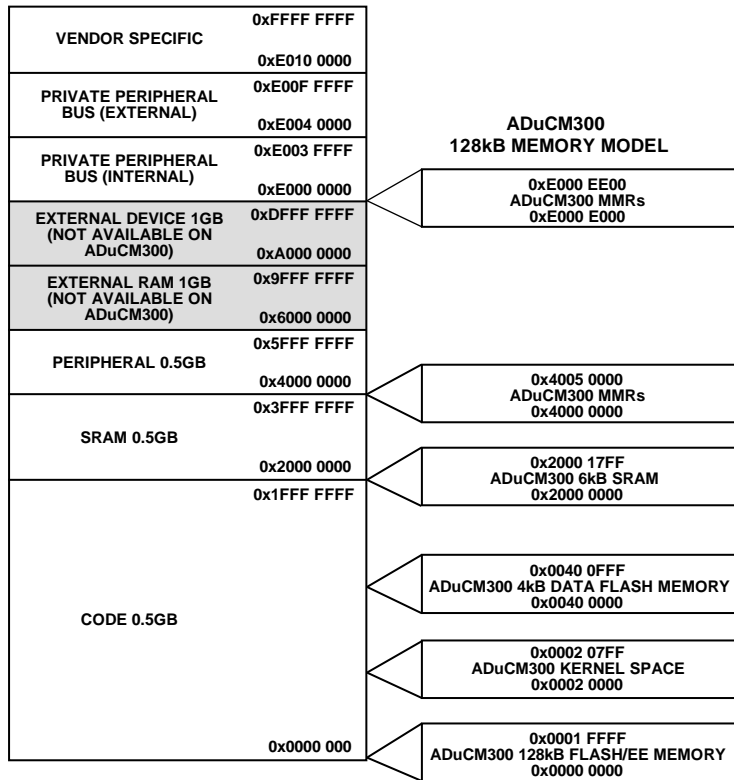 0xFFFF FFFF
VENDOR SPECIFIC
0xE010 0000
0xE00F FFFF
PRIVATE PERIPHERAL
BUS (EXTERNAL)
0xE004 0000
0xE003 FFFF
PRIVATE PERIPHERAL
BUS (INTERNAL)
0xE000 0000
EXTERNAL DEVICE 1GB
(NOT AVAILABLE ON
ADuCM300)
0xDFFF FFFF
0xA000 0000
EXTERNAL RAM 1GB
(NOT AVAILABLE ON
ADuCM300)
0x9FFF FFFF
0x6000 0000
0x5FFF FFFF
PERIPHERAL 0.5GB
0x4000 0000
0x3FFF FFFF
SRAM 0.5GB
0x2000 0000
0x1FFF FFFF
CODE 0.5GB
0x0000 000
ADuCM300
128kB MEMORY MODEL
0xE000 EE00
ADuCM300 MMRs
0xE000 E000
0x4005 0000
ADuCM300 MMRs
0x4000 0000
0x2000 17FF
ADuCM300 6kB SRAM
0x2000 0000
0x0040 0FFF
ADuCM300 4kB DATA FLASH MEMORY
0x0040 0000
0x0002 07FF
ADuCM300 KERNEL SPACE
0x0002 0000
0x0001 FFFF
ADuCM300 128kB FLASH/EE MEMORY
0x0000 0000